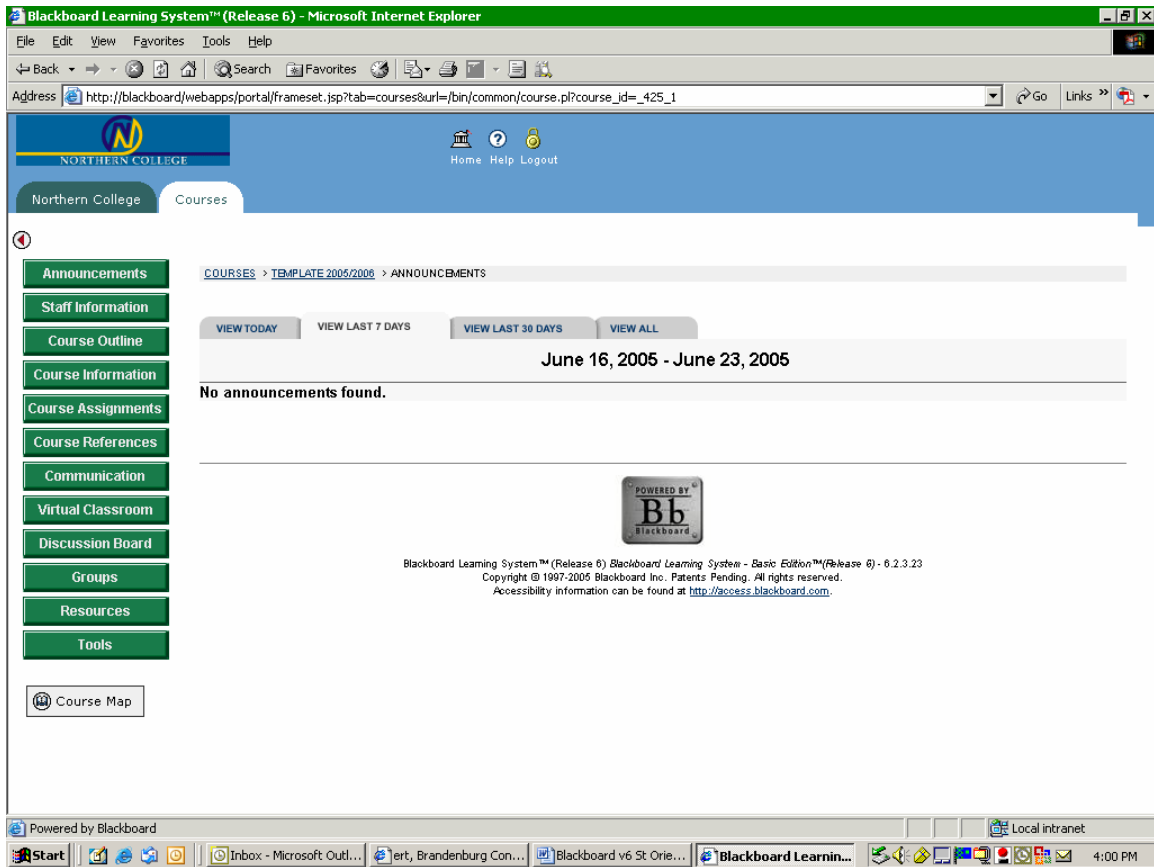 Blackboard Learning System™ (Release 6) - Microsoft Internet Explorer
File Edit View Favorites Tools Help
Back Search Favorites
Address http://blackboard/webapps/portal/frameset.jsp?tab=courses&url=/bin/common/course.pl?course_id=_425_1 Go Links »
N
NORTHERN COLLEGE
Home Help Logout
Northern College Courses
Announcements
COURSES > TEMPLATE 2005/2006 > ANNOUNCEMENTS
Staff Information
VIEW TODAY VIEW LAST 7 DAYS VIEW LAST 30 DAYS VIEW ALL
Course Outline
June 16, 2005 - June 23, 2005
Course Information
No announcements found.
Course Assignments
Course References
Communication
POWERED BY
Bb
Blackboard
Virtual Classroom
Discussion Board
Blackboard Learning System™ (Release 6) Blackboard Learning System - Basic Edition™(Release 6) - 6.2.3.23
Copyright © 1997-2005 Blackboard Inc. Patents Pending. All rights reserved.
Accessibility information can be found at http://access.blackboard.com.
Groups
Resources
Tools
Course Map
Powered by Blackboard Local intranet
Start Inbox - Microsoft Outl... ert, Brandenburg Con... Blackboard v6 St Orie... Blackboard Learnin... 4:00 PM